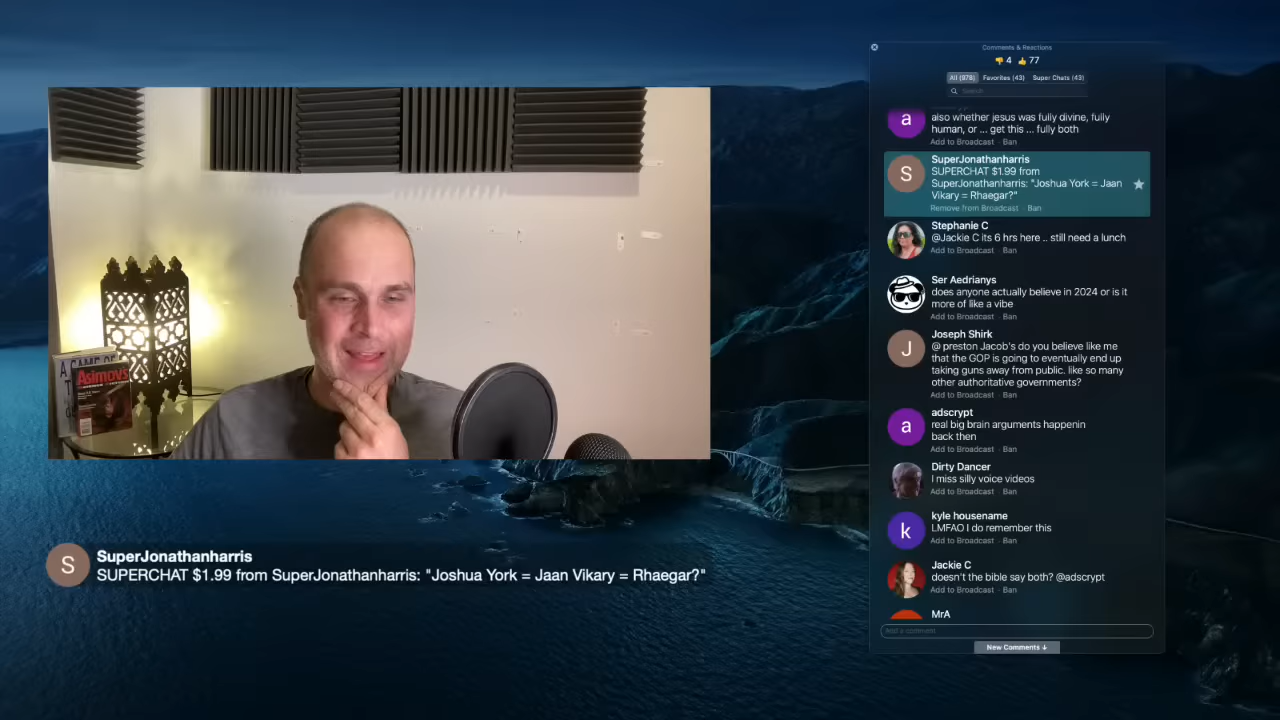 Comments & Reactions
👎 4 👍 77
All (978) Favorites (43) Super Chats (43)
Search
a
also whether jesus was fully divine, fully
human, or ... get this ... fully both
Add to Broadcast · Ban
S
SuperJonathanharris
SUPERCHAT $1.99 from
SuperJonathanharris: "Joshua York = Jaan
Vikary = Rhaegar?"
Remove from Broadcast · Ban
Stephanie C
@Jackie C its 6 hrs here .. still need a lunch
Add to Broadcast · Ban
Ser Aedrianys
does anyone actually believe in 2024 or is it
more of like a vibe
Add to Broadcast · Ban
J
Joseph Shirk
@ preston Jacob's do you believe like me
that the GOP is going to eventually end up
taking guns away from public. like so many
other authoritative governments?
Add to Broadcast · Ban
a
adscrypt
real big brain arguments happenin
back then
Add to Broadcast · Ban
Dirty Dancer
I miss silly voice videos
Add to Broadcast · Ban
k
kyle housename
LMFAO I do remember this
Add to Broadcast · Ban
Jackie C
doesn't the bible say both? @adscrypt
Add to Broadcast · Ban
MrA
Add a comment
New Comments ↓
A GAME OF
Asimov's
S
SuperJonathanharris
SUPERCHAT $1.99 from SuperJonathanharris: "Joshua York = Jaan Vikary = Rhaegar?"